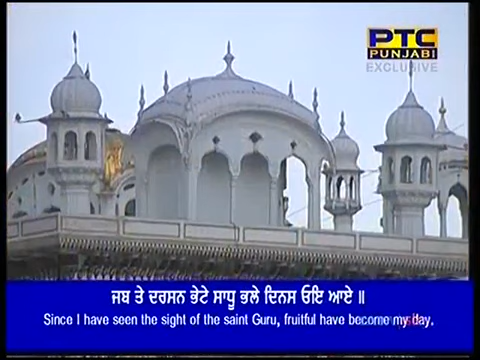 PTC
PUNJABI
EXCLUSIVE
ਜਬ ਤੇ ਦਰਸਨ ਭੇਟੇ ਸਾਧੂ ਭਲੇ ਦਿਨਸ ਓਇ ਆਏ ॥
Since I have seen the sight of the saint Guru, fruitful have become my day.